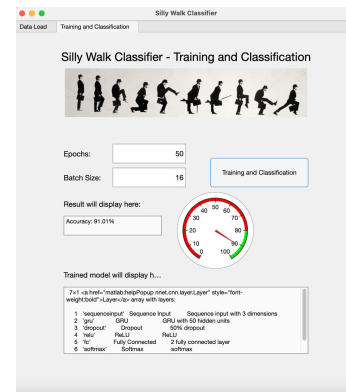 Silly Walk Classifier
Data Load Training and Classification
Silly Walk Classifier - Training and Classification
Epochs: 50
Batch Size: 16
Training and Classification
Result will display here:
Accuracy: 91.01%
0 10 20 30 40 50 60 70 80 90 100
Trained model will display h...
7×1 <a href="matlab:helpPopup nnet.cnn.layer.Layer" style="font-
weight:bold">Layer</a> array with layers:
1 'sequenceinput' Sequence Input Sequence input with 3 dimensions
2 'gru' GRU GRU with 50 hidden units
3 'dropout' Dropout 50% dropout
4 'relu' ReLU ReLU
5 'fc' Fully Connected 2 fully connected layer
6 'softmax' Softmax softmax